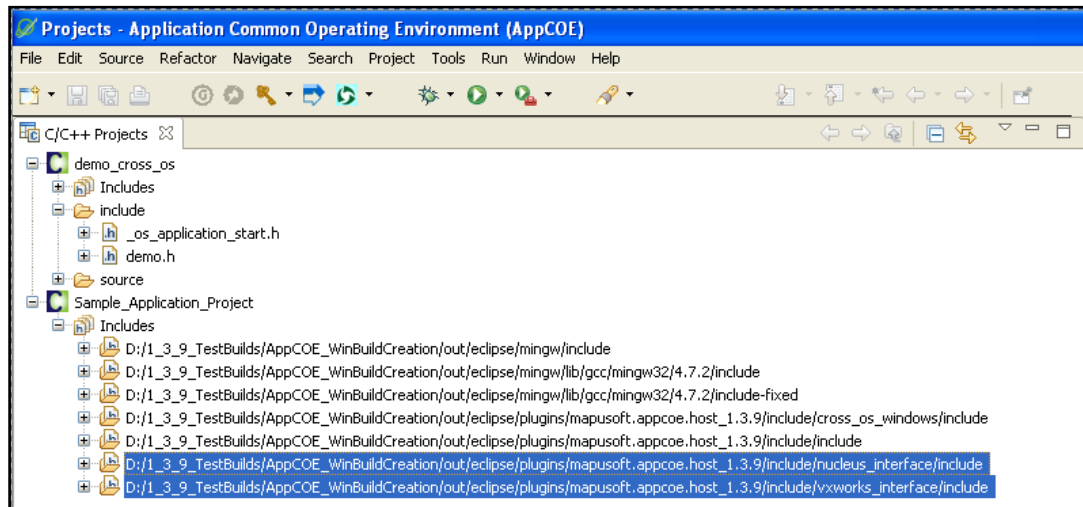 Projects - Application Common Operating Environment (AppCOE)
File Edit Source Refactor Navigate Search Project Tools Run Window Help
C/C++ Projects
demo_cross_os
Includes
include
_os_application_start.h
demo.h
source
Sample_Application_Project
Includes
D:/1_3_9_TestBuilds/AppCOE_WinBuildCreation/out/eclipse/mingw/include
D:/1_3_9_TestBuilds/AppCOE_WinBuildCreation/out/eclipse/mingw/lib/gcc/mingw32/4.7.2/include
D:/1_3_9_TestBuilds/AppCOE_WinBuildCreation/out/eclipse/mingw/lib/gcc/mingw32/4.7.2/include-fixed
D:/1_3_9_TestBuilds/AppCOE_WinBuildCreation/out/eclipse/plugins/mapusoft.appcoe.host_1.3.9/include/cross_os_windows/include
D:/1_3_9_TestBuilds/AppCOE_WinBuildCreation/out/eclipse/plugins/mapusoft.appcoe.host_1.3.9/include/include
D:/1_3_9_TestBuilds/AppCOE_WinBuildCreation/out/eclipse/plugins/mapusoft.appcoe.host_1.3.9/include/nucleus_interface/include
D:/1_3_9_TestBuilds/AppCOE_WinBuildCreation/out/eclipse/plugins/mapusoft.appcoe.host_1.3.9/include/vxworks_interface/include